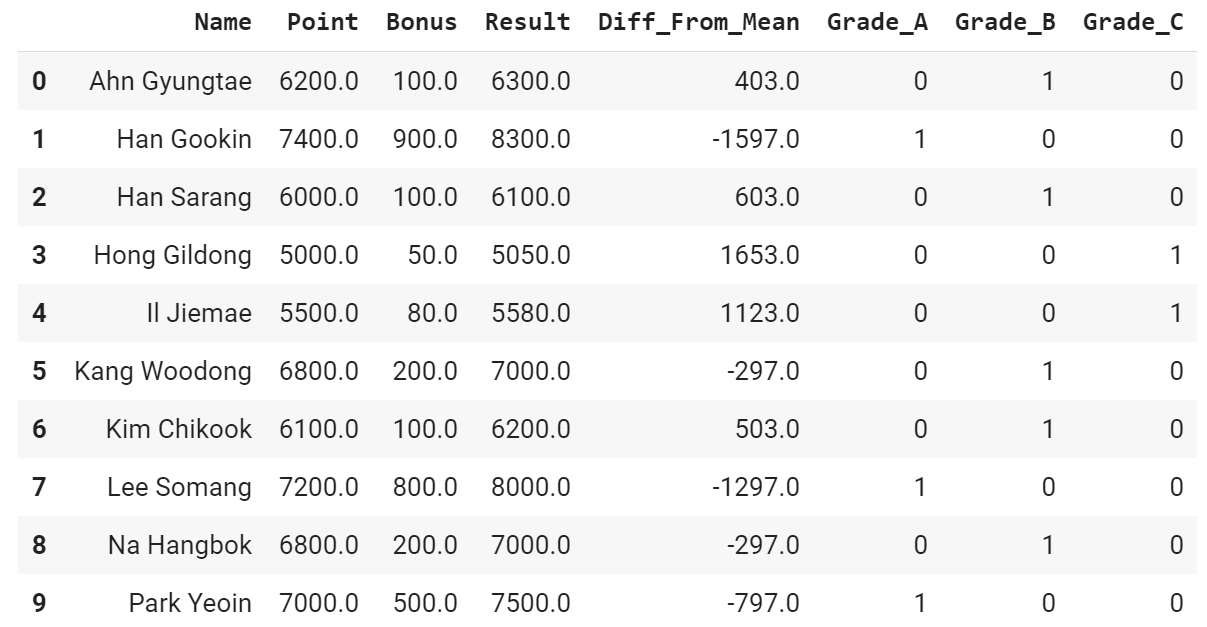 Name Point Bonus Result Diff_From_Mean Grade_A Grade_B Grade_C
0 Ahn Gyungtae 6200.0 100.0 6300.0 403.0 0 1 0
1 Han Gookin 7400.0 900.0 8300.0 -1597.0 1 0 0
2 Han Sarang 6000.0 100.0 6100.0 603.0 0 1 0
3 Hong Gildong 5000.0 50.0 5050.0 1653.0 0 0 1
4 Il Jiemae 5500.0 80.0 5580.0 1123.0 0 0 1
5 Kang Woodong 6800.0 200.0 7000.0 -297.0 0 1 0
6 Kim Chikook 6100.0 100.0 6200.0 503.0 0 1 0
7 Lee Somang 7200.0 800.0 8000.0 -1297.0 1 0 0
8 Na Hangbok 6800.0 200.0 7000.0 -297.0 0 1 0
9 Park Yeoin 7000.0 500.0 7500.0 -797.0 1 0 0